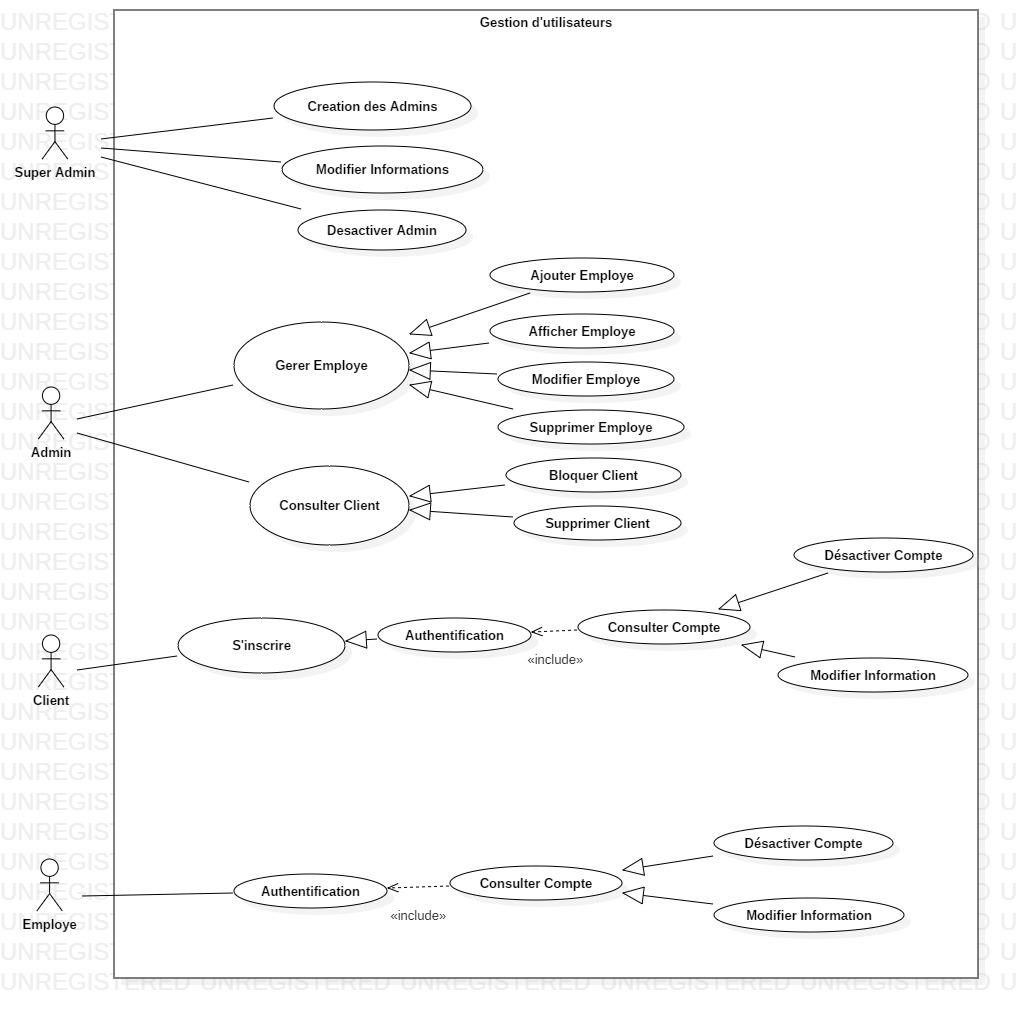 Gestion d'utilisateurs
Creation des Admins
Modifier Informations
Super Admin
Desactiver Admin
Ajouter Employe
Afficher Employe
Gerer Employe
Modifier Employe
Supprimer Employe
Admin
Bloquer Client
Consulter Client
Supprimer Client
Désactiver Compte
Consulter Compte
Authentification
S'inscrire
«include»
Modifier Information
Client
Désactiver Compte
Consulter Compte
Authentification
«include»
Modifier Information
Employe
UNREGISTERED UNREGISTERED UNREGISTERED UNREGISTERED UNREGISTERED U